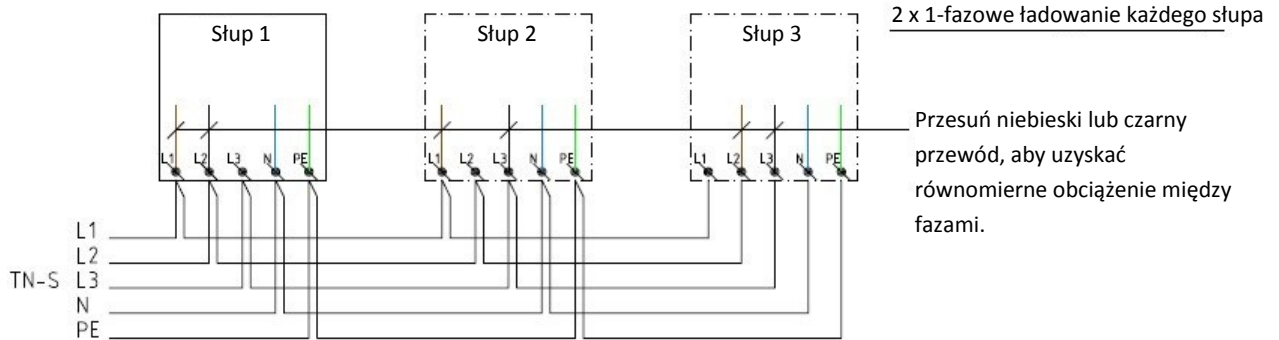 2 x 1-fazowe ładowanie każdego słupa
Słup 1
Słup 2
Słup 3
Przesuń niebieski lub czarny
przewód, aby uzyskać
równomierne obciążenie między
fazami.
L1 L2 L3 N PE
L1 L2 L3 N PE
L1 L2 L3 N PE
L1
L2
TN-S L3
N
PE